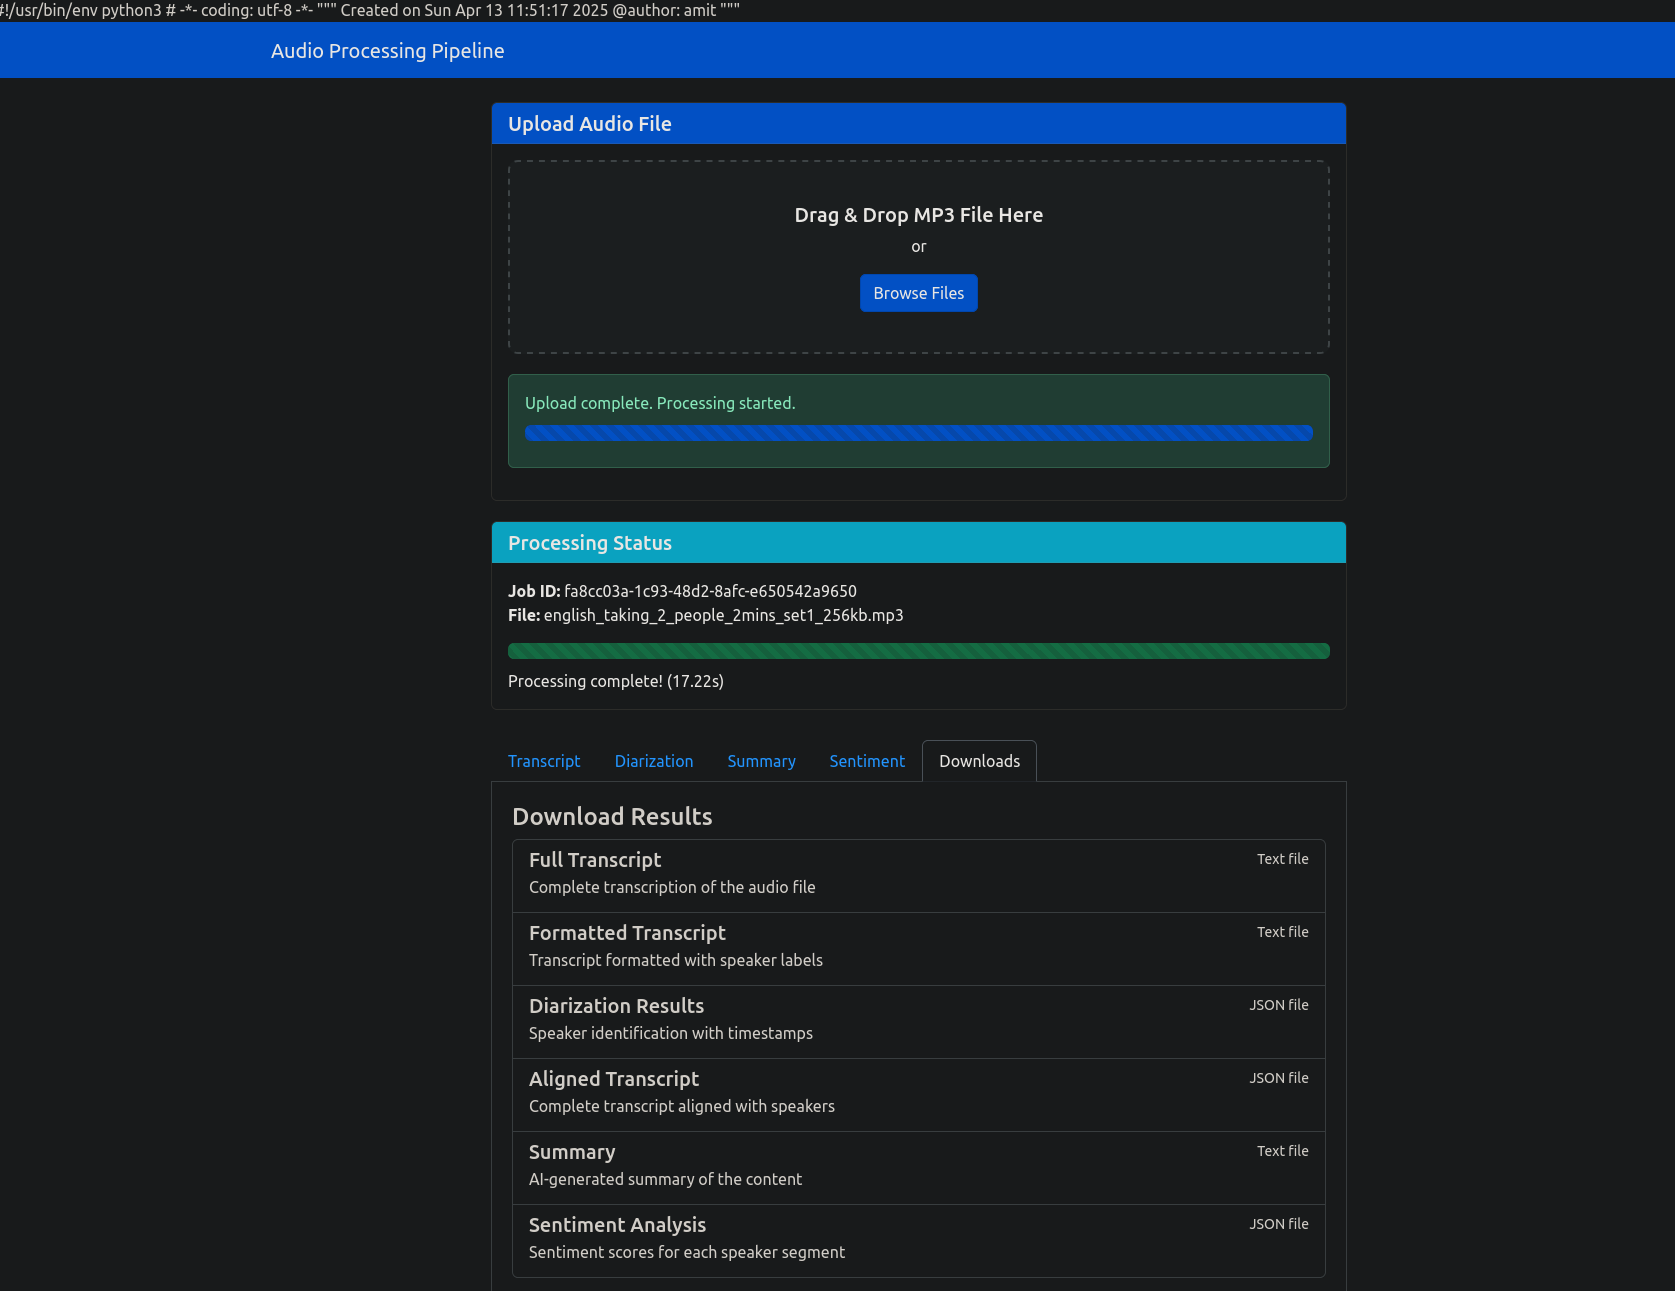 #!/usr/bin/env python3 # -*- coding: utf-8 -*- """ Created on Sun Apr 13 11:51:17 2025 @author: amit """
Audio Processing Pipeline
Upload Audio File
Drag & Drop MP3 File Here
or
Browse Files
Upload complete. Processing started.
Processing Status
Job ID: fa8cc03a-1c93-48d2-8afc-e650542a9650
File: english_taking_2_people_2mins_set1_256kb.mp3
Processing complete! (17.22s)
Transcript Diarization Summary Sentiment Downloads
Download Results
Full Transcript Text file
Complete transcription of the audio file
Formatted Transcript Text file
Transcript formatted with speaker labels
Diarization Results JSON file
Speaker identification with timestamps
Aligned Transcript JSON file
Complete transcript aligned with speakers
Summary Text file
AI-generated summary of the content
Sentiment Analysis JSON file
Sentiment scores for each speaker segment